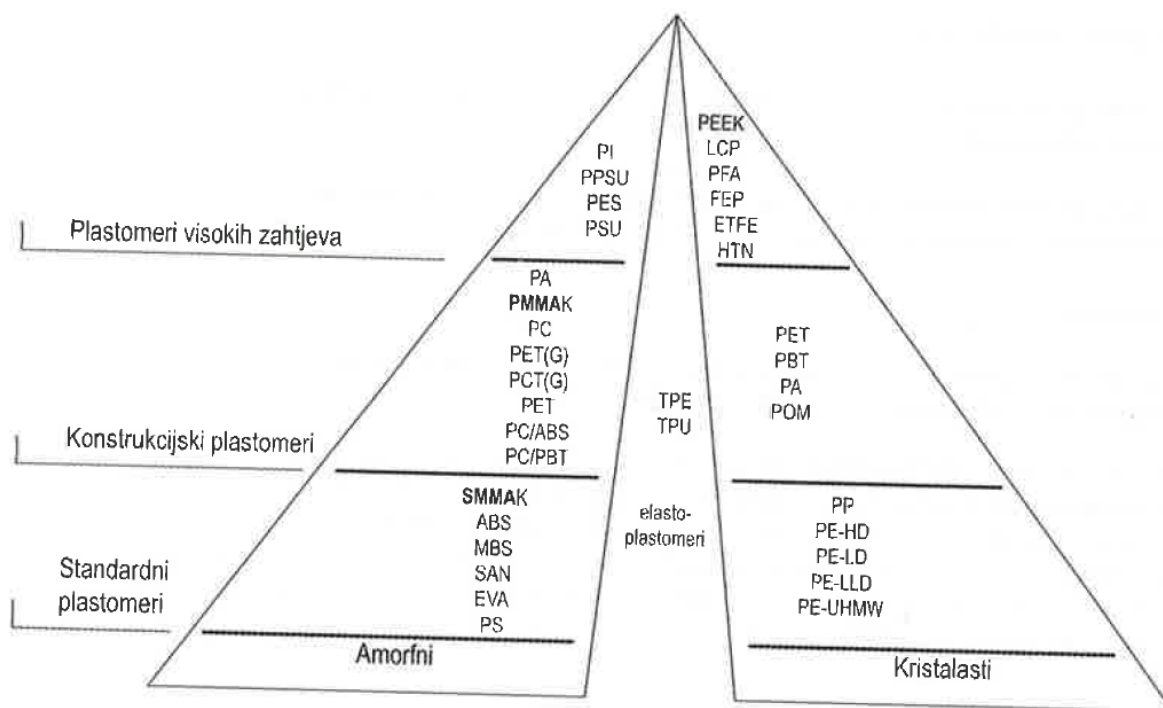 Plastomeri visokih zahtjeva
PI
PPSU
PES
PSU
PEEK
LCP
PFA
FEP
ETFE
HTN
Konstrukcijski plastomeri
PA
PMMAK
PC
PET(G)
PCT(G)
PET
PC/ABS
PC/PBT
TPE
TPU
PET
PBT
PA
POM
Standardni
plastomeri
SMMAK
ABS
MBS
SAN
EVA
PS
elasto-
plastomeri
PP
PE-HD
PE-LD
PE-LLD
PE-UHMW
Amorfni
Kristalasti